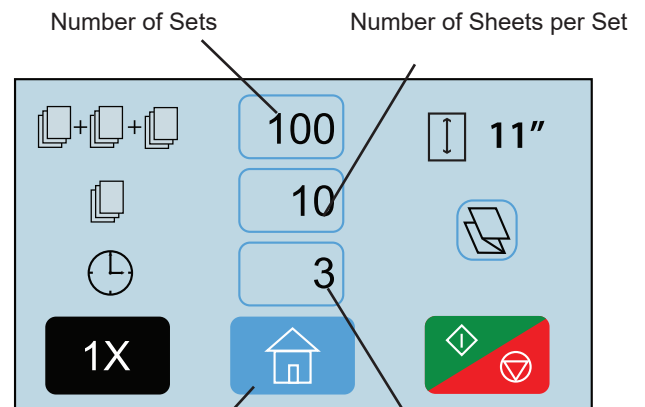 Number of Sets
Number of Sheets per Set
100
11″
10
3
1X